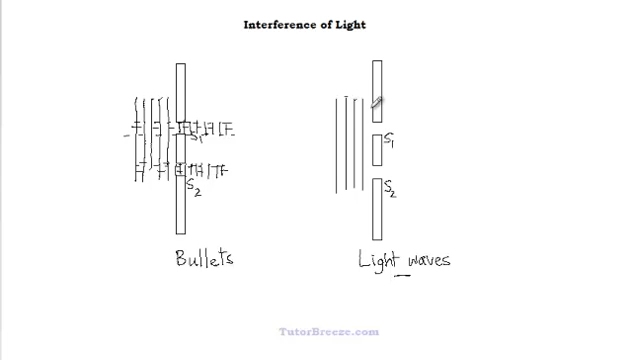 Interference of Light
S1
S2
S1
S2
Bullets
Light waves
TutorBreeze.com